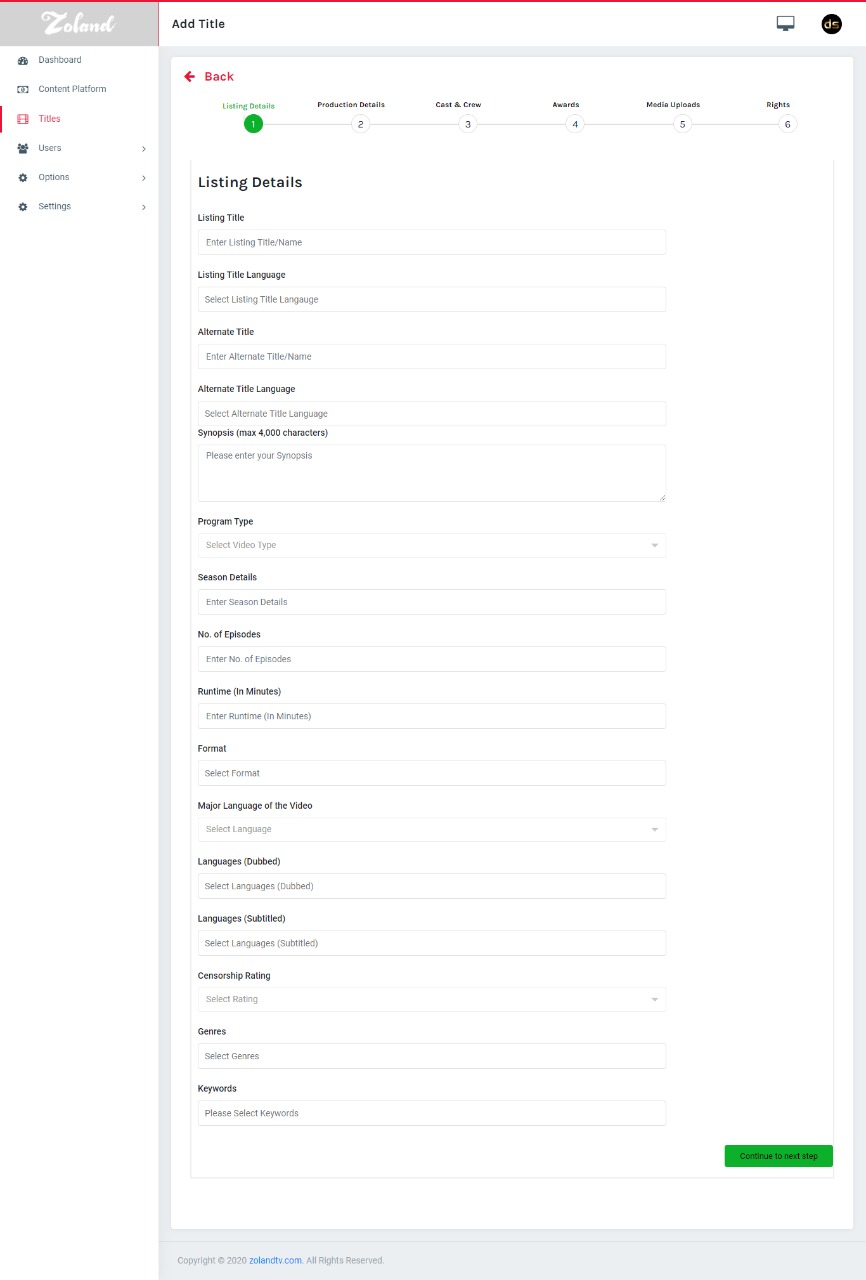 Zoland
Add Title
ds
Dashboard
Content Platform
Titles
Users
Options
Settings
Back
Listing Details
Production Details
Cast & Crew
Awards
Media Uploads
Rights
1
2
3
4
5
6
Listing Details
Listing Title
Enter Listing Title/Name
Listing Title Language
Select Listing Title Langauge
Alternate Title
Enter Alternate Title/Name
Alternate Title Language
Select Alternate Title Language
Synopsis (max 4,000 characters)
Please enter your Synopsis
Program Type
Select Video Type
Season Details
Enter Season Details
No. of Episodes
Enter No. of Episodes
Runtime (In Minutes)
Enter Runtime (In Minutes)
Format
Select Format
Major Language of the Video
Select Language
Languages (Dubbed)
Select Languages (Dubbed)
Languages (Subtitled)
Select Languages (Subtitled)
Censorship Rating
Select Rating
Genres
Select Genres
Keywords
Please Select Keywords
Continue to next step
Copyright © 2020 zolandtv.com. All Rights Reserved.